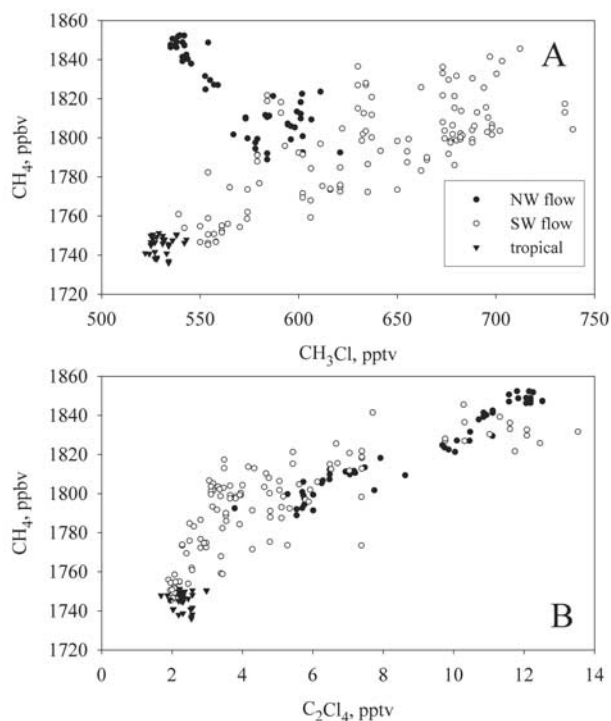 1860
1840
1820
1800
1780
1760
1740
1720
CH₄, ppbv
A
NW flow
SW flow
tropical
500 550 600 650 700 750
CH₃Cl, pptv
1860
1840
1820
1800
1780
1760
1740
1720
CH₄, ppbv
B
0 2 4 6 8 10 12 14
C₂Cl₄, pptv